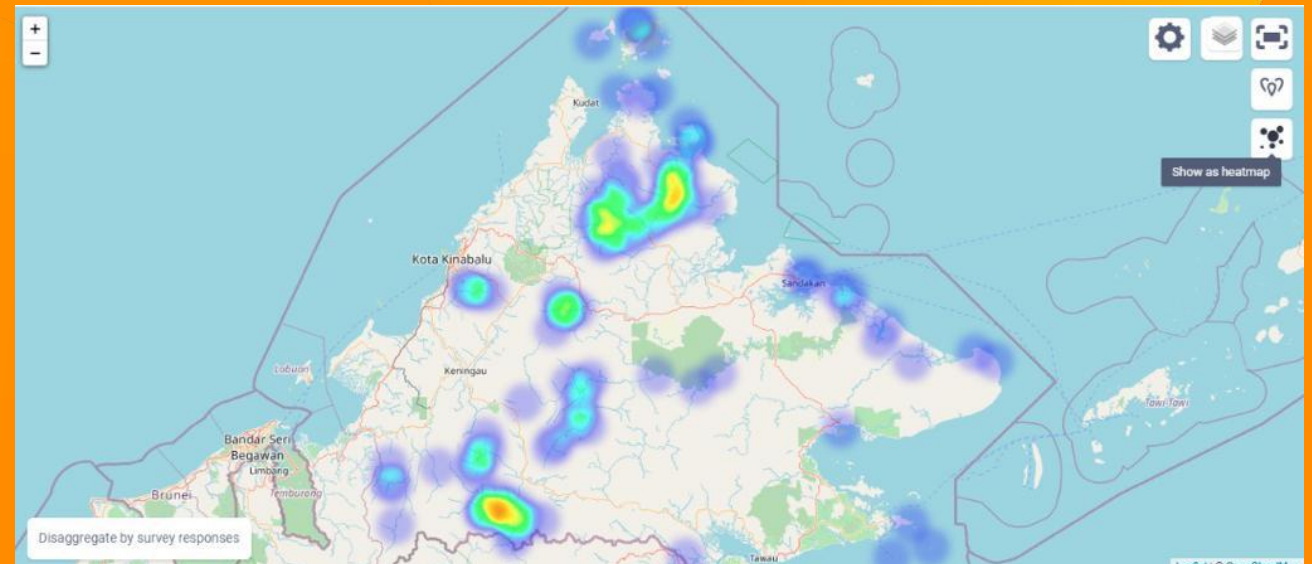 +
−
Kudat
Show as heatmap
Kota Kinabalu
Sandakan
Labuan
Keningau
Tawi-Tawi
Bandar Seri
Begawan
Limbang
Brunei
Temburong
Disaggregate by survey responses
Tawau